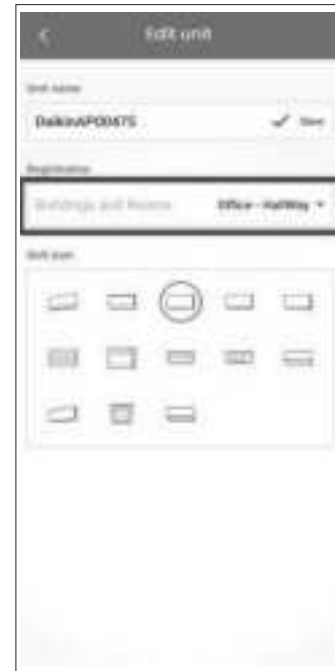 Edit unit
Unit name
DaikinAP00475 Save
Registration
Buildings and Rooms Office - HallWay
Unit icon